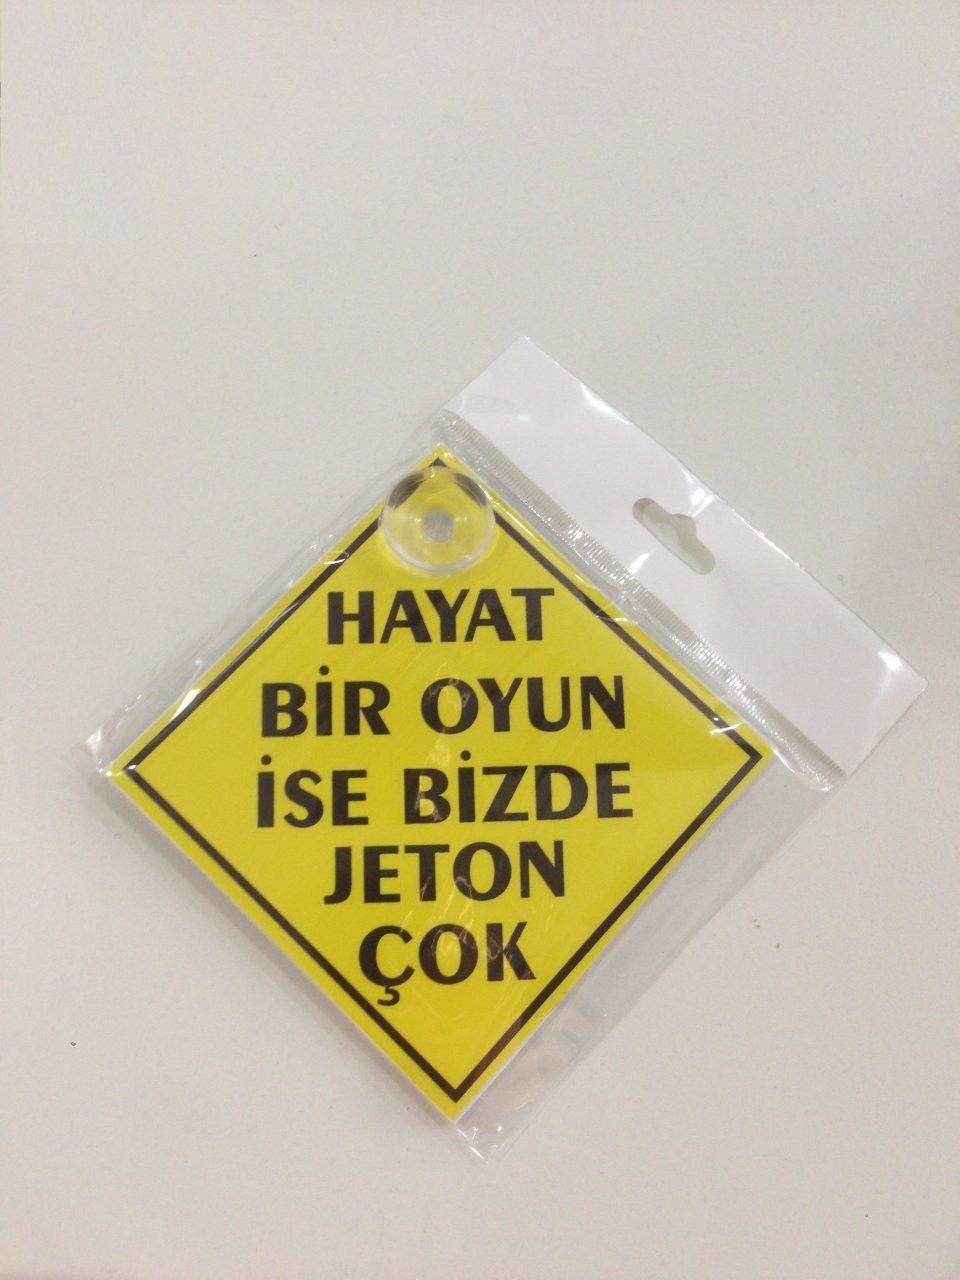 HAYAT
BİR OYUN
İSE BİZDE
JETON
ÇOK